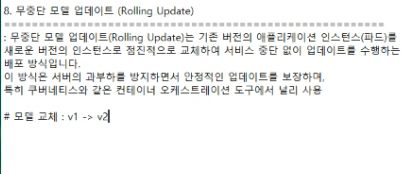 8. 무중단 모델 업데이트 (Rolling Update)
================================================================
: 무중단 모델 업데이트(Rolling Update)는 기존 버전의 애플리케이션 인스턴스(파드)를
새로운 버전의 인스턴스로 점진적으로 교체하여 서비스 중단 없이 업데이트를 수행하는
배포 방식입니다.
이 방식은 서버의 과부하를 방지하면서 안정적인 업데이트를 보장하며,
특히 쿠버네티스와 같은 컨테이너 오케스트레이션 도구에서 널리 사용
# 모델 교체 : v1 -> v2